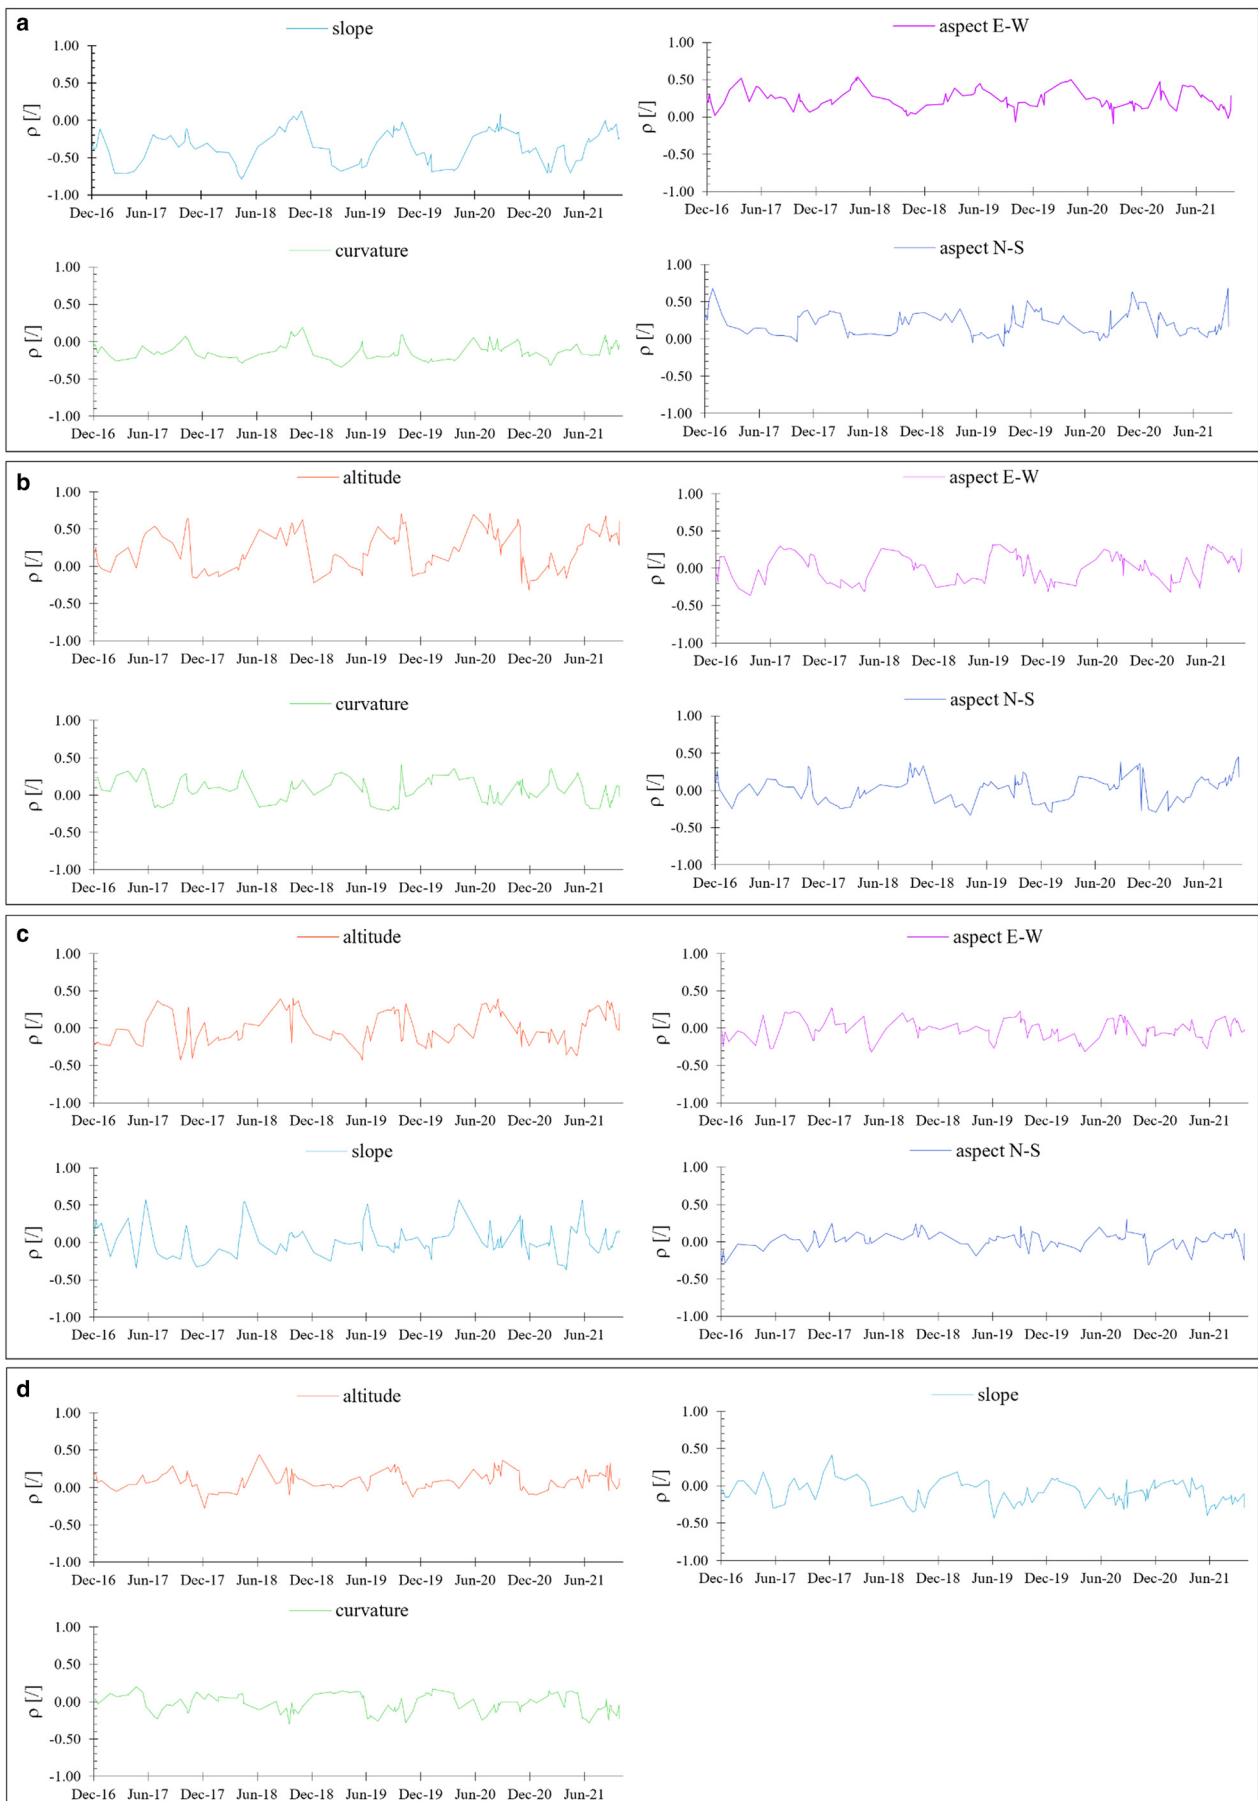 a
slope
ρ [/]
1.00
0.50
0.00
-0.50
-1.00
Dec-16 Jun-17 Dec-17 Jun-18 Dec-18 Jun-19 Dec-19 Jun-20 Dec-20 Jun-21
aspect E-W
ρ [/]
1.00
0.50
0.00
-0.50
-1.00
Dec-16 Jun-17 Dec-17 Jun-18 Dec-18 Jun-19 Dec-19 Jun-20 Dec-20 Jun-21
curvature
ρ [/]
1.00
0.50
0.00
-0.50
-1.00
Dec-16 Jun-17 Dec-17 Jun-18 Dec-18 Jun-19 Dec-19 Jun-20 Dec-20 Jun-21
aspect N-S
ρ [/]
1.00
0.50
0.00
-0.50
-1.00
Dec-16 Jun-17 Dec-17 Jun-18 Dec-18 Jun-19 Dec-19 Jun-20 Dec-20 Jun-21
b
altitude
ρ [/]
1.00
0.50
0.00
-0.50
-1.00
Dec-16 Jun-17 Dec-17 Jun-18 Dec-18 Jun-19 Dec-19 Jun-20 Dec-20 Jun-21
aspect E-W
ρ [/]
1.00
0.50
0.00
-0.50
-1.00
Dec-16 Jun-17 Dec-17 Jun-18 Dec-18 Jun-19 Dec-19 Jun-20 Dec-20 Jun-21
curvature
ρ [/]
1.00
0.50
0.00
-0.50
-1.00
Dec-16 Jun-17 Dec-17 Jun-18 Dec-18 Jun-19 Dec-19 Jun-20 Dec-20 Jun-21
aspect N-S
ρ [/]
1.00
0.50
0.00
-0.50
-1.00
Dec-16 Jun-17 Dec-17 Jun-18 Dec-18 Jun-19 Dec-19 Jun-20 Dec-20 Jun-21
c
altitude
ρ [/]
1.00
0.50
0.00
-0.50
-1.00
Dec-16 Jun-17 Dec-17 Jun-18 Dec-18 Jun-19 Dec-19 Jun-20 Dec-20 Jun-21
aspect E-W
ρ [/]
1.00
0.50
0.00
-0.50
-1.00
Dec-16 Jun-17 Dec-17 Jun-18 Dec-18 Jun-19 Dec-19 Jun-20 Dec-20 Jun-21
slope
ρ [/]
1.00
0.50
0.00
-0.50
-1.00
Dec-16 Jun-17 Dec-17 Jun-18 Dec-18 Jun-19 Dec-19 Jun-20 Dec-20 Jun-21
aspect N-S
ρ [/]
1.00
0.50
0.00
-0.50
-1.00
Dec-16 Jun-17 Dec-17 Jun-18 Dec-18 Jun-19 Dec-19 Jun-20 Dec-20 Jun-21
d
altitude
ρ [/]
1.00
0.50
0.00
-0.50
-1.00
Dec-16 Jun-17 Dec-17 Jun-18 Dec-18 Jun-19 Dec-19 Jun-20 Dec-20 Jun-21
slope
ρ [/]
1.00
0.50
0.00
-0.50
-1.00
Dec-16 Jun-17 Dec-17 Jun-18 Dec-18 Jun-19 Dec-19 Jun-20 Dec-20 Jun-21
curvature
ρ [/]
1.00
0.50
0.00
-0.50
-1.00
Dec-16 Jun-17 Dec-17 Jun-18 Dec-18 Jun-19 Dec-19 Jun-20 Dec-20 Jun-21